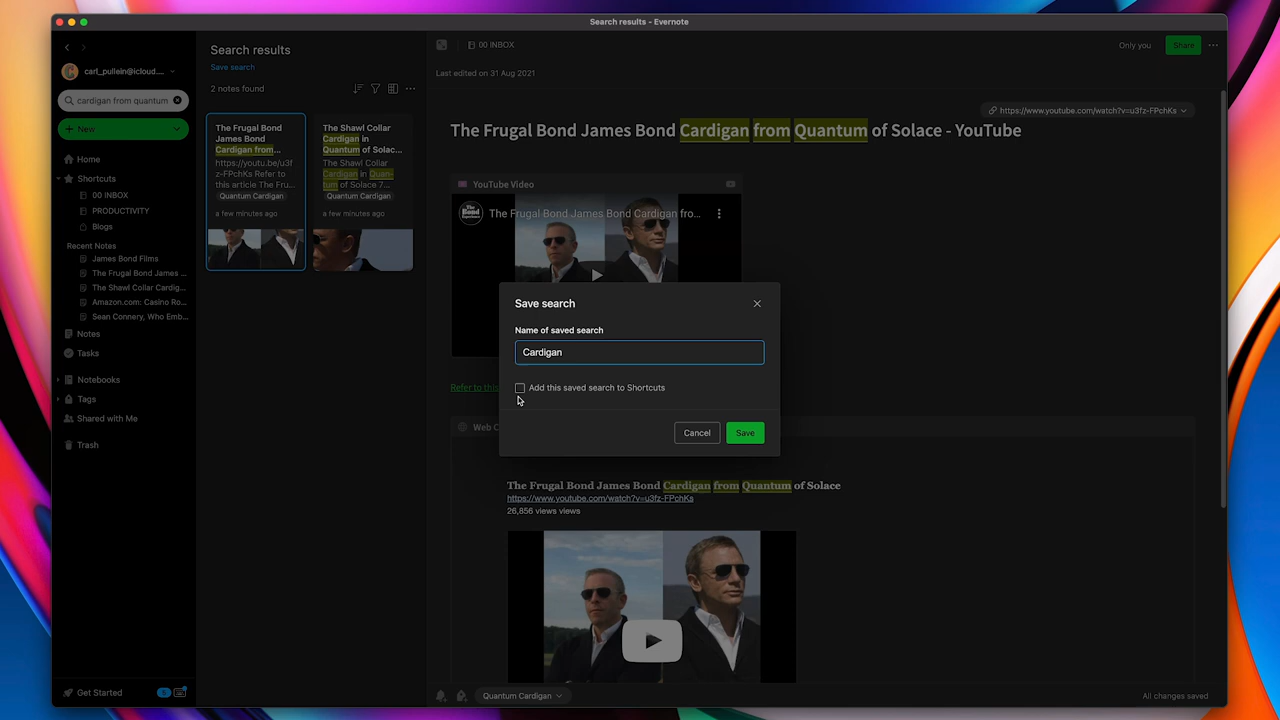 Search results - Evernote
carl_pullein@icloud....
cardigan from quantum
New
Home
Shortcuts
00 INBOX
PRODUCTIVITY
Blogs
Recent Notes
James Bond Films
The Frugal Bond James ...
The Shawl Collar Cardig...
Amazon.com: Casino Ro...
Sean Connery, Who Emb...
Notes
Tasks
Notebooks
Tags
Shared with Me
Trash
Get Started
Search results
Save search
2 notes found
The Frugal Bond
James Bond
Cardigan from...
https://youtu.be/u3f
z-FPchKs Refer to
this article The Fru...
Quantum Cardigan
a few minutes ago
The Shawl Collar
Cardigan in
Quantum of Solac...
The Shawl Collar
Cardigan in Quan-
tum of Solace 7...
Quantum Cardigan
a few minutes ago
00 INBOX
Only you
Share
Last edited on 31 Aug 2021
https://www.youtube.com/watch?v=u3fz-FPchKs
The Frugal Bond James Bond Cardigan from Quantum of Solace - YouTube
YouTube Video
The Frugal Bond James Bond Cardigan fro...
Save search
Name of saved search
Cardigan
Add this saved search to Shortcuts
Cancel
Save
Refer to this
Web C
The Frugal Bond James Bond Cardigan from Quantum of Solace
https://www.youtube.com/watch?v=u3fz-FPchKs
26,856 views views
Quantum Cardigan
All changes saved